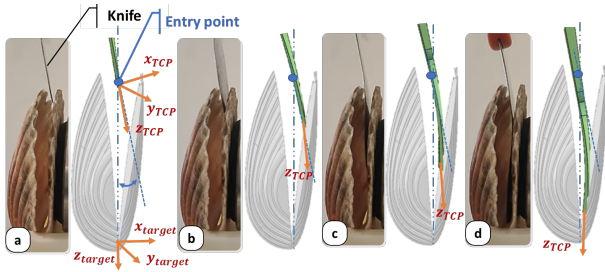 Knife
Entry point
x_TCP
y_TCP
z_TCP
z_TCP
z_TCP
z_TCP
x_target
y_target
z_target
a
b
c
d